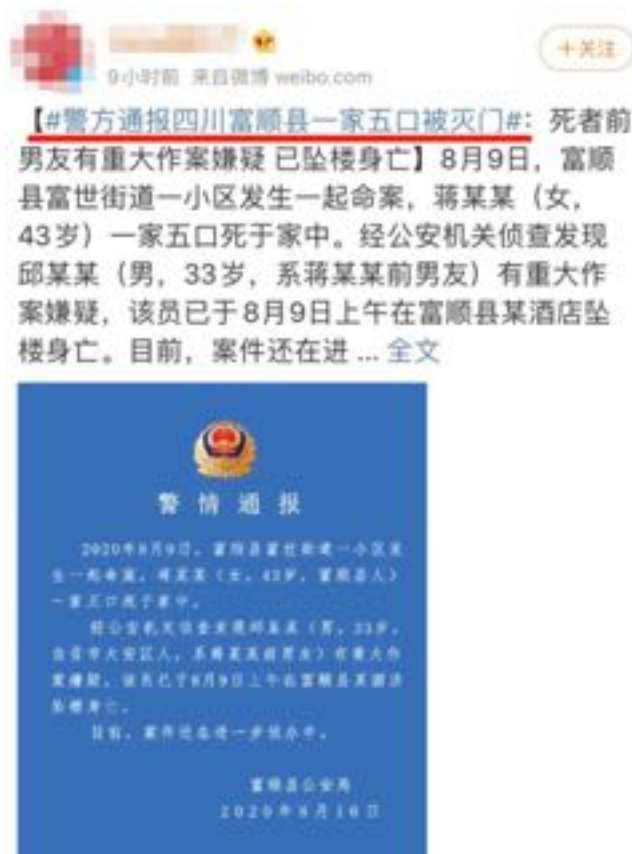 9小时前 来自微博 weibo.com
＋关注
【#警方通报四川富顺县一家五口被灭门#：死者前
男友有重大作案嫌疑 已坠楼身亡】8月9日，富顺
县富世街道一小区发生一起命案，蒋某某（女，
43岁）一家五口死于家中。经公安机关侦查发现
邱某某（男，33岁，系蒋某某前男友）有重大作
案嫌疑，该员已于8月9日上午在富顺县某酒店坠
楼身亡。目前，案件还在进 ... 全文
警情通报
2020年8月9日，富顺县富世街道一小区发
生一起命案，蒋某某（女，43岁，富顺县人）
一家五口死于家中。
经公安机关侦查发现邱某某（男，33岁，
自贡市大安区人，系蒋某某前男友）有重大作
案嫌疑，该员已于8月9日上午在富顺县某酒店
坠楼身亡。
目前，案件还在进一步侦办中。
富顺县公安局
2020年8月10日